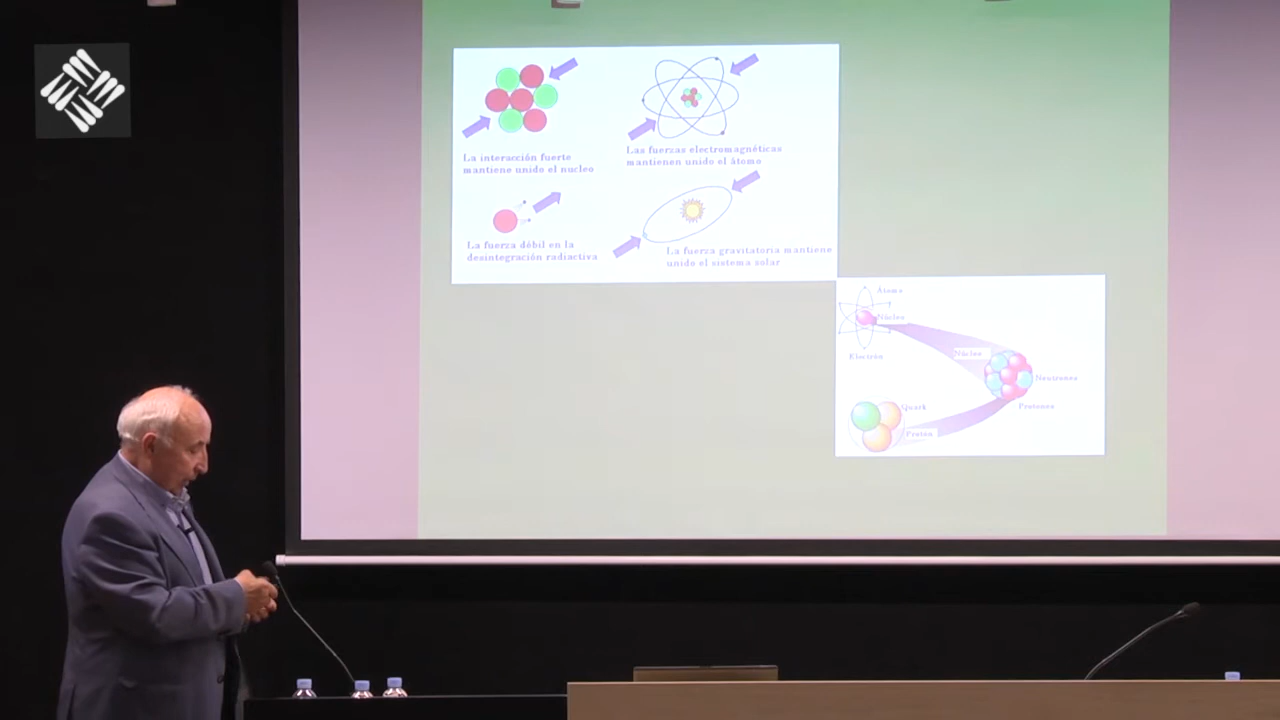 La interacción fuerte
mantiene unido el nucleo
Las fuerzas electromagnéticas
mantienen unido el átomo
La fuerza débil en la
desintegración radiactiva
La fuerza gravitatoria mantiene
unido el sistema solar
Átomo
Núcleo
Electrón
Núcleo
Neutrones
Protones
Quark
Protón